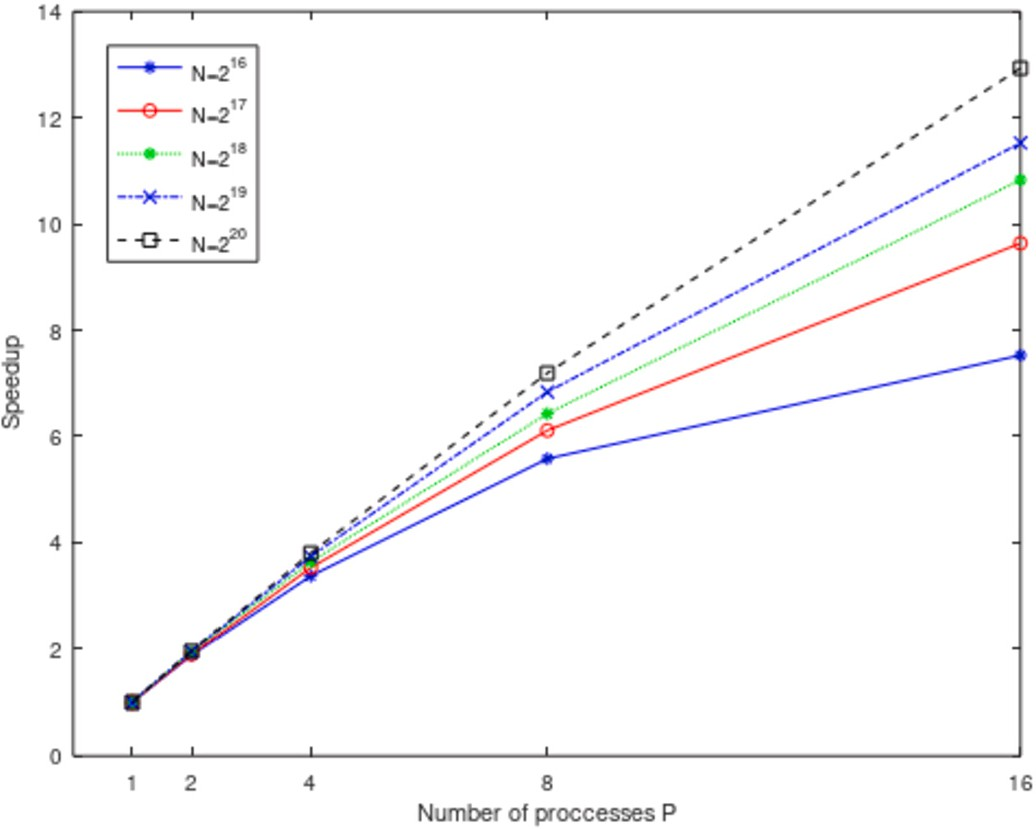 14
12
10
8
6
4
2
0
N=2^16
N=2^17
N=2^18
N=2^19
N=2^20
Speedup
1 2 4 8 16
Number of proccesses P